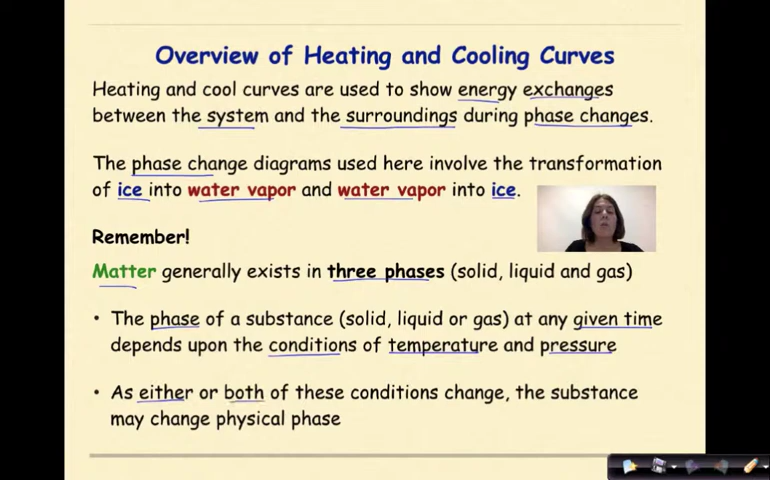 Overview of Heating and Cooling Curves
Heating and cool curves are used to show energy exchanges
between the system and the surroundings during phase changes.
The phase change diagrams used here involve the transformation
of ice into water vapor and water vapor into ice.
Remember!
Matter generally exists in three phases (solid, liquid and gas)
• The phase of a substance (solid, liquid or gas) at any given time
depends upon the conditions of temperature and pressure
• As either or both of these conditions change, the substance
may change physical phase